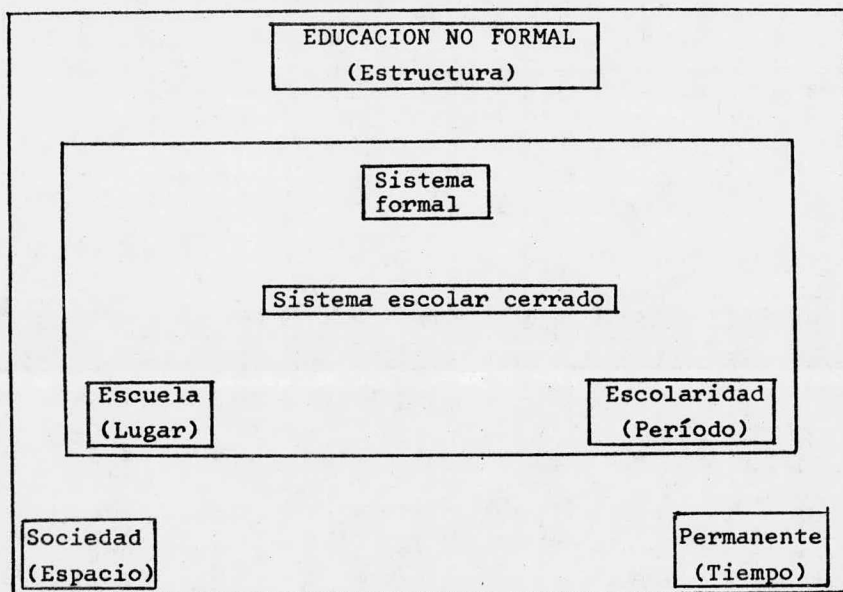 EDUCACION NO FORMAL
(Estructura)
Sistema
formal
Sistema escolar cerrado
Escuela
(Lugar)
Escolaridad
(Período)
Sociedad
(Espacio)
Permanente
(Tiempo)